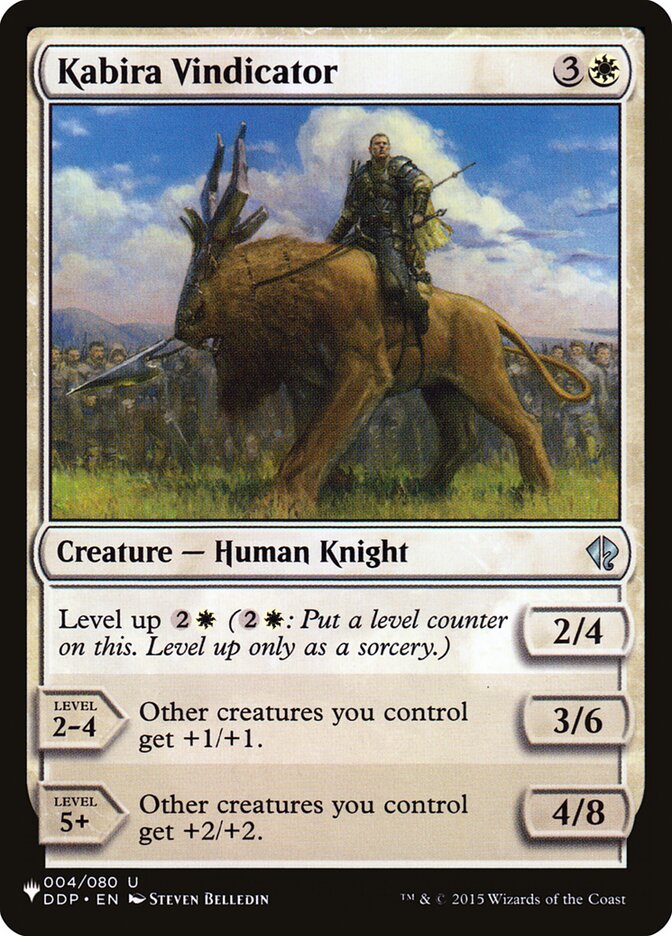 Kabira Vindicator 3
Creature — Human Knight
Level up 2 (2: Put a level counter
on this. Level up only as a sorcery.)
2/4
LEVEL
2-4
Other creatures you control
get +1/+1.
3/6
LEVEL
5+
Other creatures you control
get +2/+2.
4/8
004/080 U
DDP • EN Steven Belledin
™ & © 2015 Wizards of the Coast